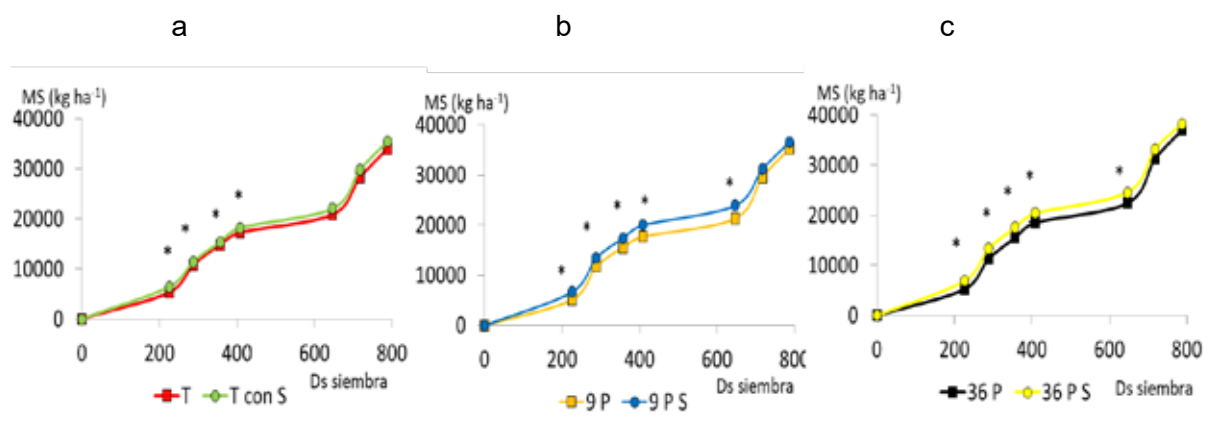 a
b
c
MS (kg ha⁻¹)
40000
30000
20000
10000
0
* * * *
0 200 400 600 800
Ds siembra
T T con S
MS (kg ha⁻¹)
40000
30000
20000
10000
0
* * * * *
0 200 400 600 800
Ds siembra
9 P 9 P S
MS (kg ha⁻¹)
40000
30000
20000
10000
0
* * * * *
0 200 400 600 800
36 P 36 P S Ds siembra